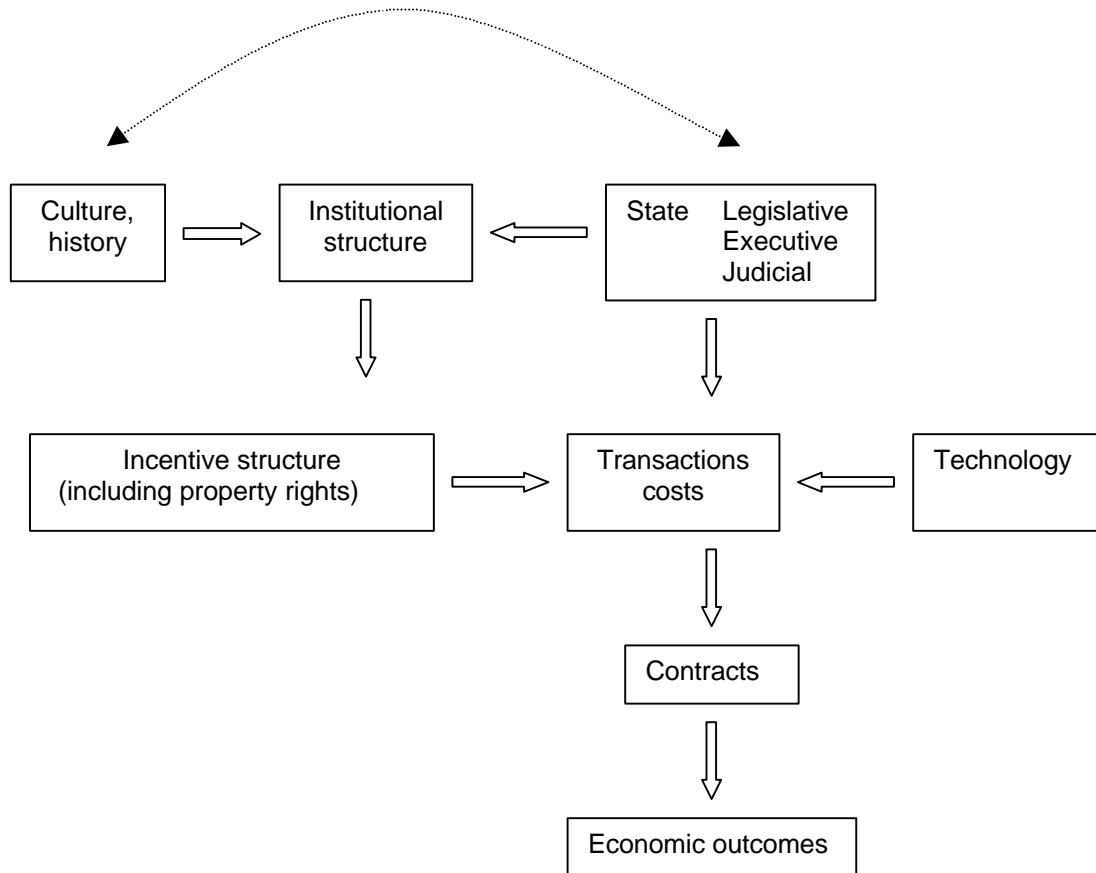 Culture,
history
Institutional
structure
State Legislative
Executive
Judicial
Incentive structure
(including property rights)
Transactions
costs
Technology
Contracts
Economic outcomes